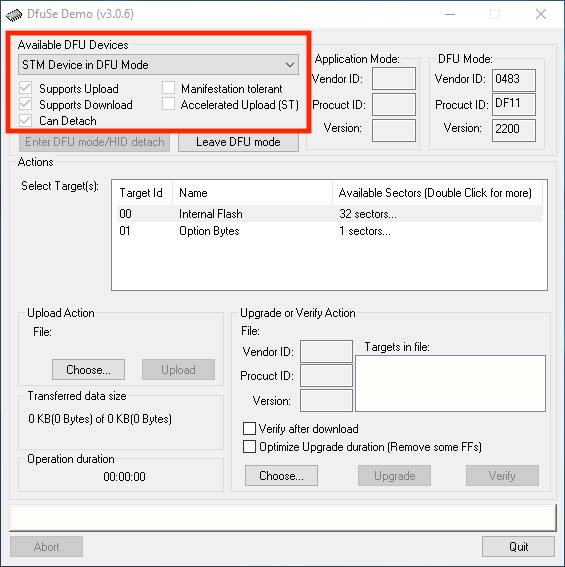 DfuSe Demo (v3.0.6)
Available DFU Devices
STM Device in DFU Mode
Supports Upload
Manifestation tolerant
Supports Download
Accelerated Upload (ST)
Can Detach
Enter DFU mode/HID detach
Leave DFU mode
Application Mode:
Vendor ID:
Procuct ID:
Version:
DFU Mode:
Vendor ID: 0483
Procuct ID: DF11
Version: 2200
Actions
Select Target(s):
Target Id Name Available Sectors (Double Click for more)
00 Internal Flash 32 sectors...
01 Option Bytes 1 sectors...
Upload Action
File:
Choose... Upload
Transferred data size
0 KB(0 Bytes) of 0 KB(0 Bytes)
Operation duration
00:00:00
Upgrade or Verify Action
File:
Vendor ID:
Procuct ID:
Version:
Targets in file:
Verify after download
Optimize Upgrade duration (Remove some FFs)
Choose... Upgrade Verify
Abort Quit